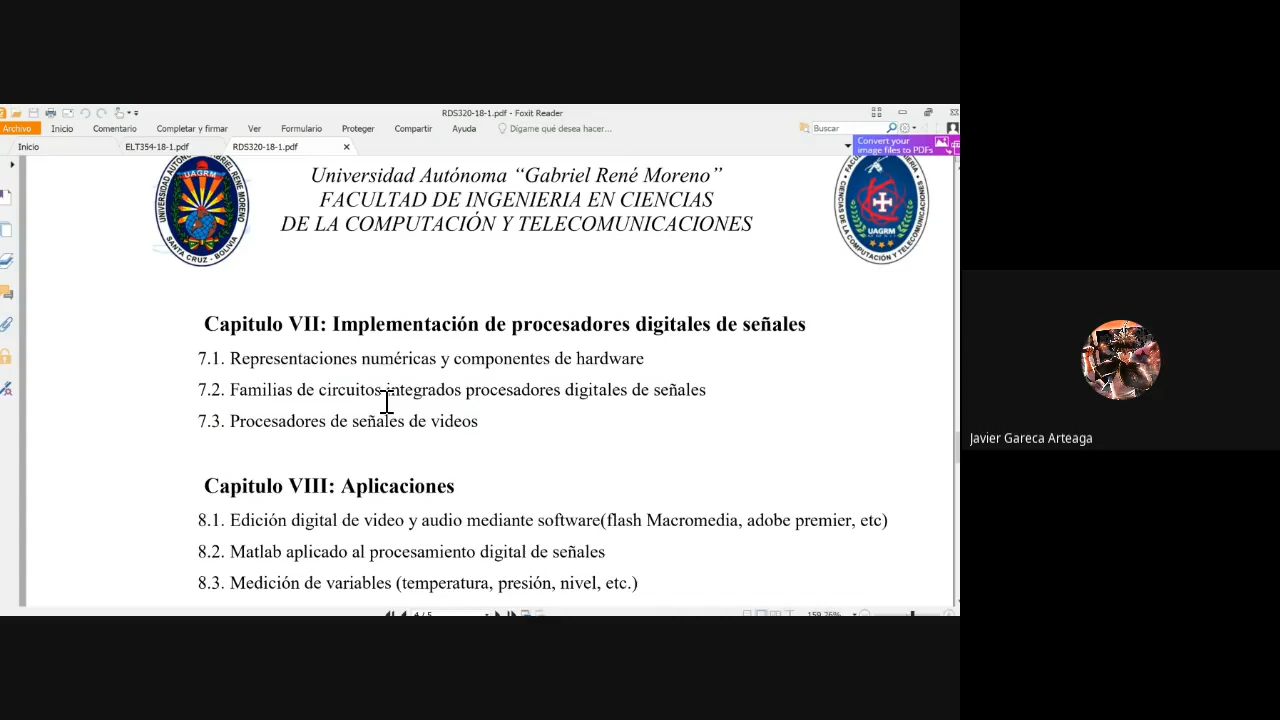 RDS320-18-1.pdf - Foxit Reader
Archivo Inicio Comentario Completar y firmar Ver Formulario Proteger Compartir Ayuda Dígame qué desea hacer... Buscar
Inicio ELT354-18-1.pdf RDS320-18-1.pdf
Convert your
image files to PDFs
Universidad Autónoma “Gabriel René Moreno”
FACULTAD DE INGENIERIA EN CIENCIAS
DE LA COMPUTACIÓN Y TELECOMUNICACIONES
UAGRM
SANTA CRUZ - BOLIVIA
UAGRM
Capitulo VII: Implementación de procesadores digitales de señales
7.1. Representaciones numéricas y componentes de hardware
7.2. Familias de circuitos integrados procesadores digitales de señales
7.3. Procesadores de señales de videos
Capitulo VIII: Aplicaciones
8.1. Edición digital de video y audio mediante software(flash Macromedia, adobe premier, etc)
8.2. Matlab aplicado al procesamiento digital de señales
8.3. Medición de variables (temperatura, presión, nivel, etc.)
4 / 5
159.76%
Javier Gareca Arteaga